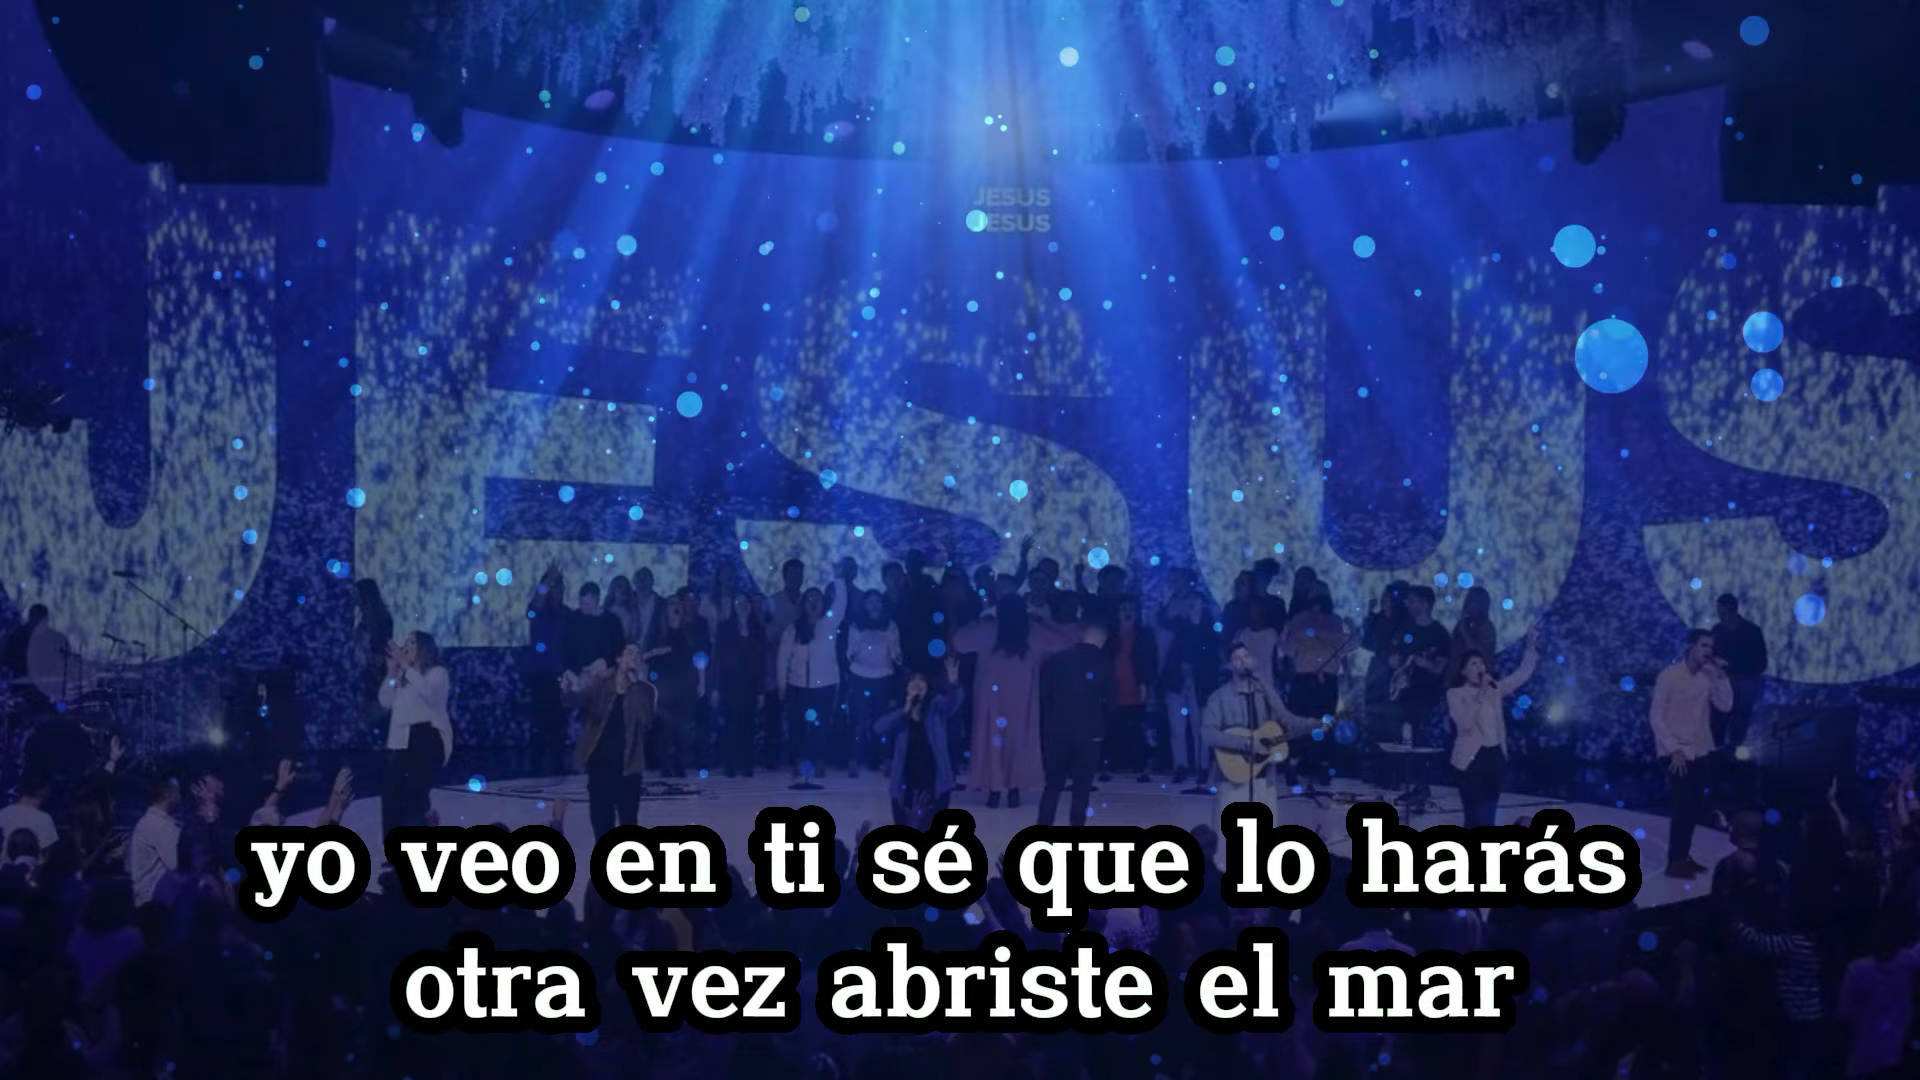 JESUS
JESUS
JESUS
yo veo en ti sé que lo harás
otra vez abriste el mar